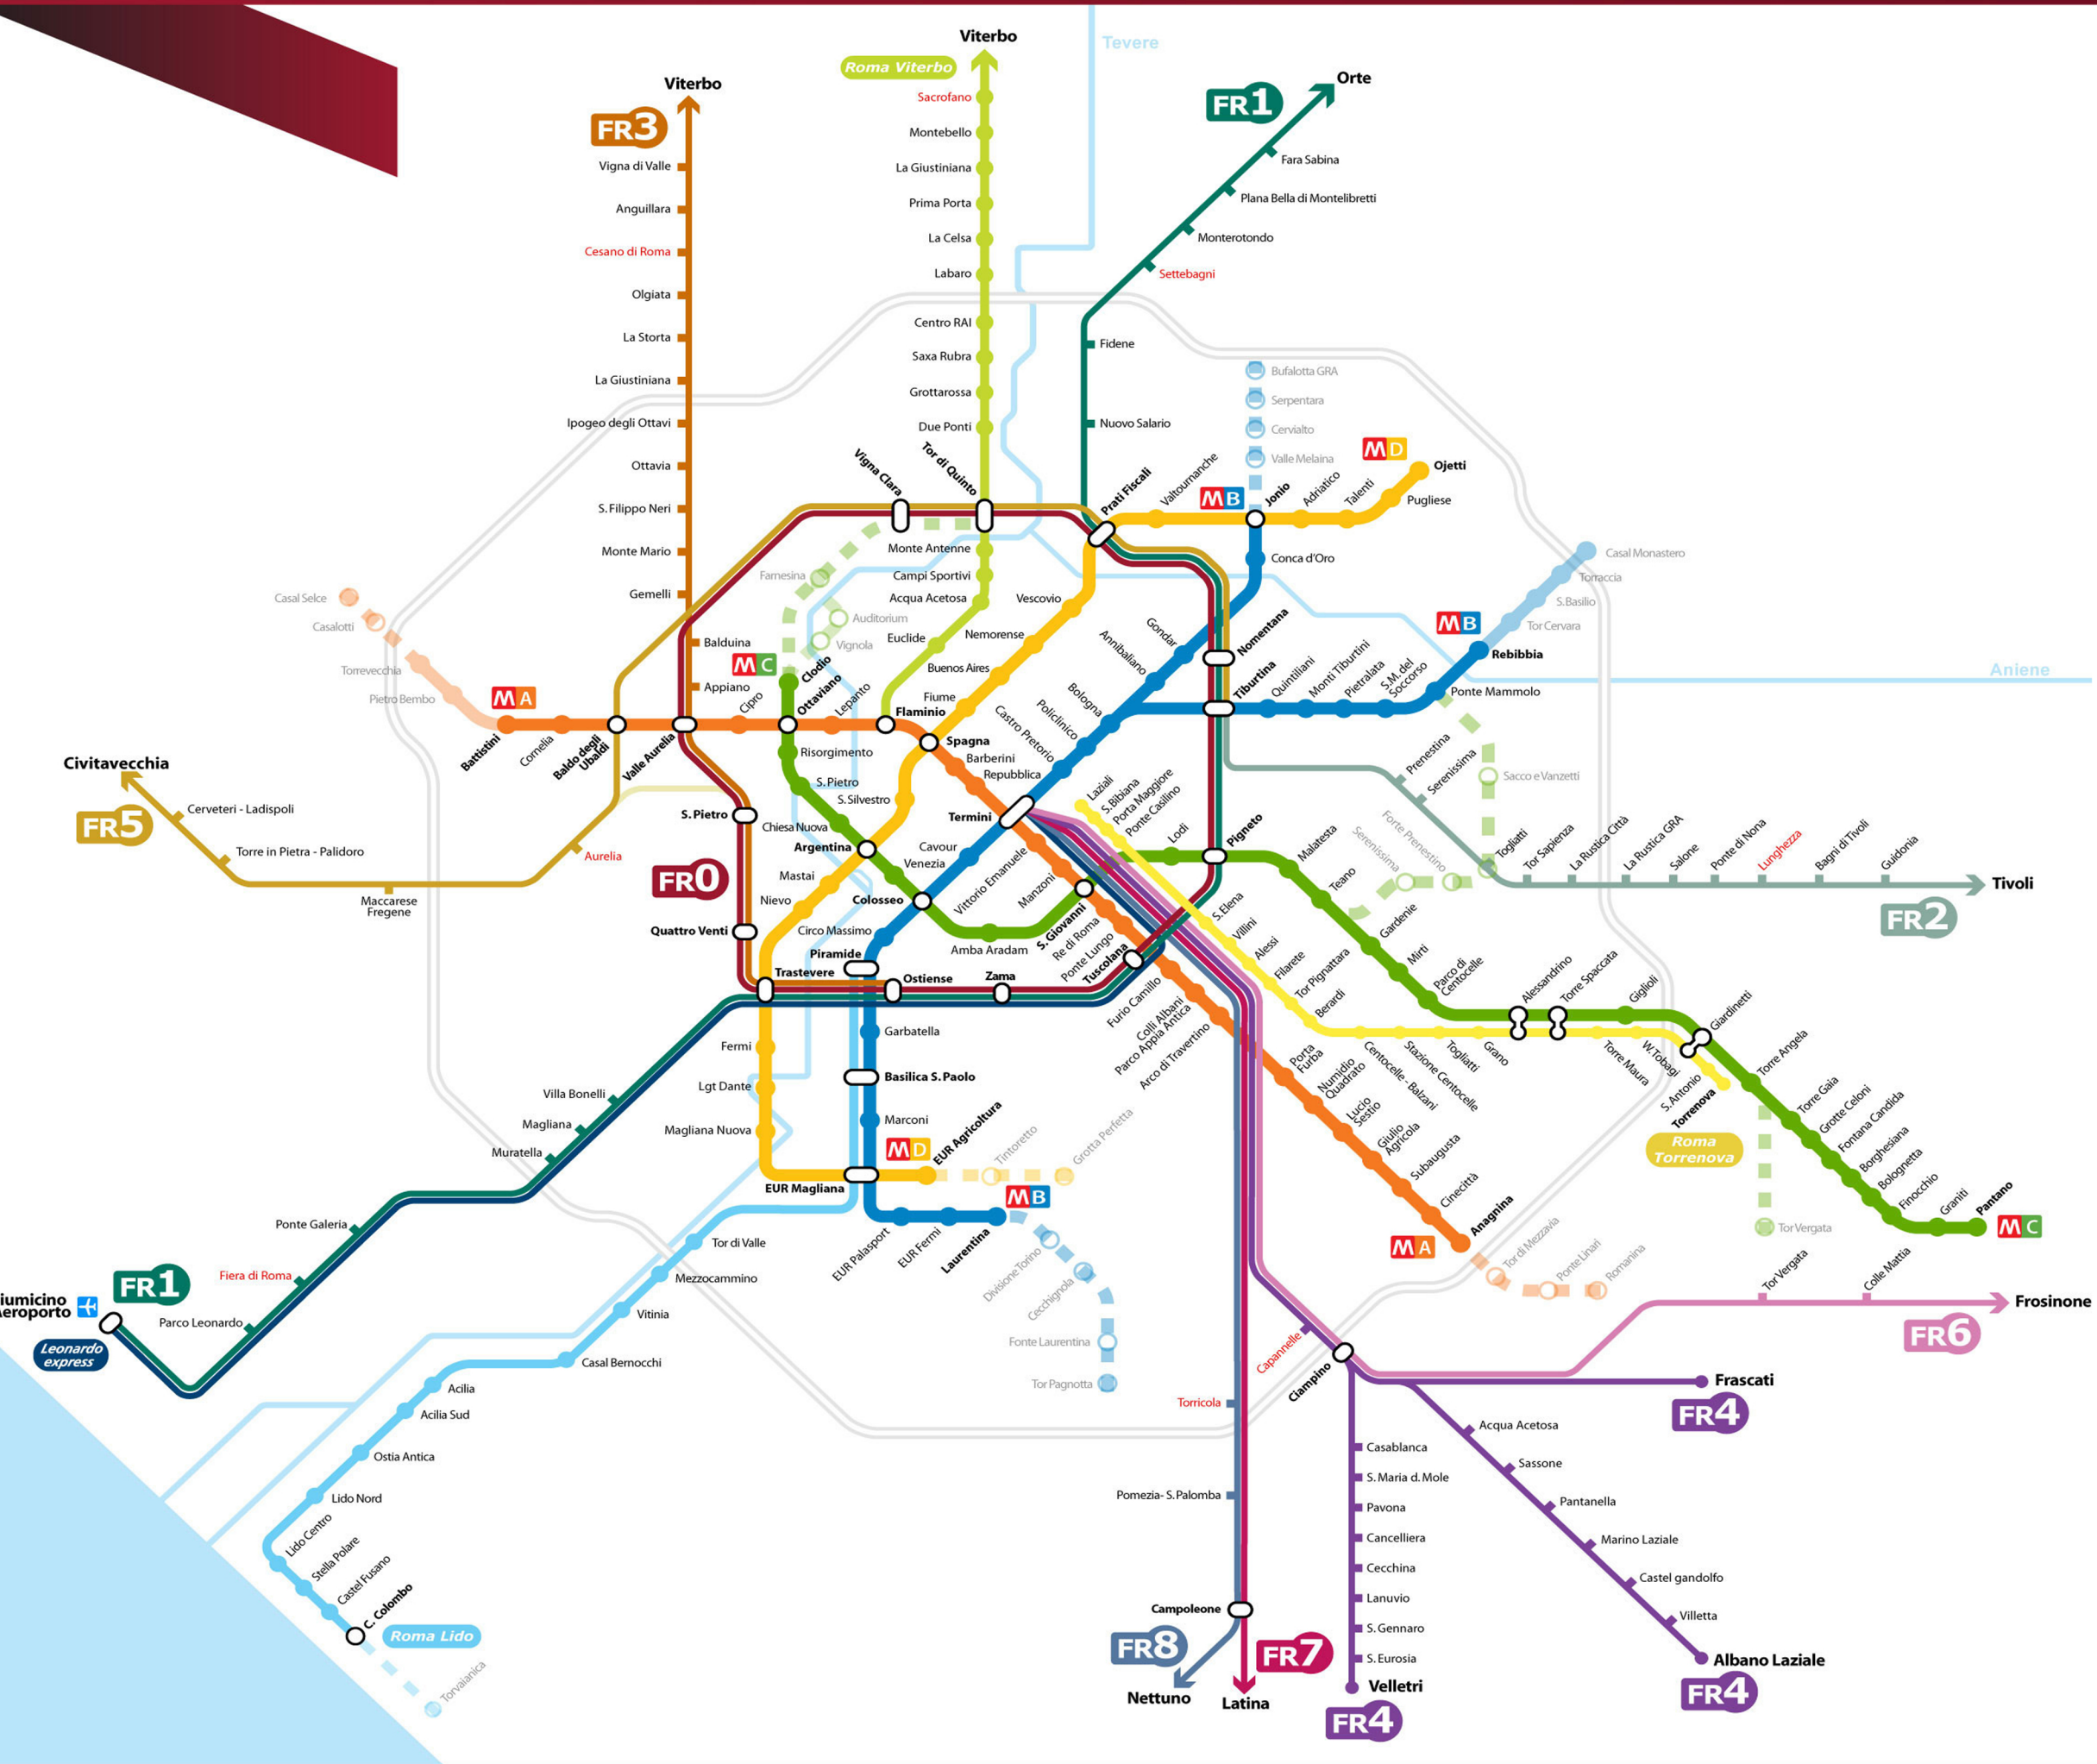 Viterbo
Tevere
Roma Viterbo
Viterbo
Orte
FR3
FR1
Sacrofano
Montebello
La Giustiniana
Prima Porta
La Celsa
Labaro
Centro RAI
Saxa Rubra
Grottarossa
Due Ponti
Tor di Quinto
Vigna Clara
Monte Antenne
Campi Sportivi
Acqua Acetosa
Euclide
Flaminio
Vigna di Valle
Anguillara
Cesano di Roma
Olgiata
La Storta
La Giustiniana
Ipogeo degli Ottavi
Ottavia
S. Filippo Neri
Monte Mario
Gemelli
Balduina
Appiano
Valle Aurelia
S. Pietro
Quattro Venti
Trastevere
Ostiense
Zama
Tuscolana
FR0
Fara Sabina
Plana Bella di Montelibretti
Monterotondo
Settebagni
Fidene
Nuovo Salario
Prati Fiscali
Nomentana
Tiburtina
Bufalotta GRA
Serpentara
Cervialto
Valle Melaina
MB
Jonio
Conca d'Oro
Gondar
Annibaliano
Bologna
Policlinico
Castro Pretorio
Termini
Cavour
Colosseo
Circo Massimo
Piramide
Garbatella
Basilica S. Paolo
Marconi
EUR Magliana
EUR Palasport
EUR Fermi
Laurentina
MB
Divisione Torino
Cecchignola
Fonte Laurentina
Tor Pagnotta
MD
Ojetti
Pugliese
Talenti
Adriatico
Valtournanche
Vescovio
Nemorense
Buenos Aires
Fiume
Spagna
S. Silvestro
Argentina
Mastai
Nievo
Fermi
Lgt Dante
Magliana Nuova
MD
EUR Agricoltura
Tintoretto
Grotta Perfetta
Casal Monastero
Torraccia
S. Basilio
Tor Cervara
MB
Rebibbia
Ponte Mammolo
S.M. del
Soccorso
Pietralata
Monti Tiburtini
Quintiliani
Aniene
Casal Selce
Casalotti
Torrevecchia
Pietro Bembo
MA
Battistini
Cornelia
Baldo degli
Ubaldi
Cipro
Ottaviano
Lepanto
Barberini
Repubblica
Vittorio Emanuele
Manzoni
S. Giovanni
Re di Roma
Ponte Lungo
Furio Camillo
Colli Albani
Parco Appia Antica
Arco di Travertino
Porta
Furba
Numidio
Quadrato
Lucio
Sestio
Giulio
Agricola
Subaugusta
Cinecittà
Anagnina
MA
Tor di Mezzavia
Ponte Linari
Romanina
Farnesina
Auditorium
Vignola
MC
Clodio
Risorgimento
S. Pietro
Chiesa Nuova
Venezia
Amba Aradam
Lodi
Pigneto
Malatesta
Teano
Gardenie
Mirti
Parco di
Centocelle
Alessandrino
Torre Spaccata
Giglioli
Giardinetti
Torre Angela
Torre Gaia
Grotte Celoni
Fontana Candida
Borghesiana
Bolognetta
Finocchio
Graniti
Pantano
MC
Tor Vergata
Sacco e Vanzetti
Togliatti
Forte Prenestino
Serenissima
Laziali
S. Bibiana
Porta Maggiore
Ponte Casilino
S. Elena
Villini
Alessi
Filarete
Tor Pignattara
Berardi
Centocelle - Balzani
Stazione Centocelle
Togliatti
Grano
Torre Maura
W. Tobagi
S. Antonio
Torrenova
Roma
Torrenova
Prenestina
Serenissima
Tor Sapienza
La Rustica Città
La Rustica GRA
Salone
Ponte di Nona
Lunghezza
Bagni di Tivoli
Guidonia
Tivoli
FR2
Civitavecchia
FR5
Cerveteri - Ladispoli
Torre in Pietra - Palidoro
Maccarese
Fregene
Aurelia
Villa Bonelli
Magliana
Muratella
Ponte Galeria
Fiera di Roma
Parco Leonardo
FR1
iumicino
eroporto
Leonardo
express
Tor di Valle
Mezzocammino
Vitinia
Casal Bernocchi
Acilia
Acilia Sud
Ostia Antica
Lido Nord
Lido Centro
Stella Polare
Castel Fusano
C. Colombo
Roma Lido
Torvaianica
Tor Vergata
Colle Mattia
Frosinone
FR6
Capannelle
Ciampino
Frascati
FR4
Torricola
Pomezia- S. Palomba
Campoleone
FR8
FR7
Nettuno
Latina
Casablanca
S. Maria d. Mole
Pavona
Cancelliera
Cecchina
Lanuvio
S. Gennaro
S. Eurosia
Velletri
FR4
Acqua Acetosa
Sassone
Pantanella
Marino Laziale
Castel gandolfo
Villetta
Albano Laziale
FR4